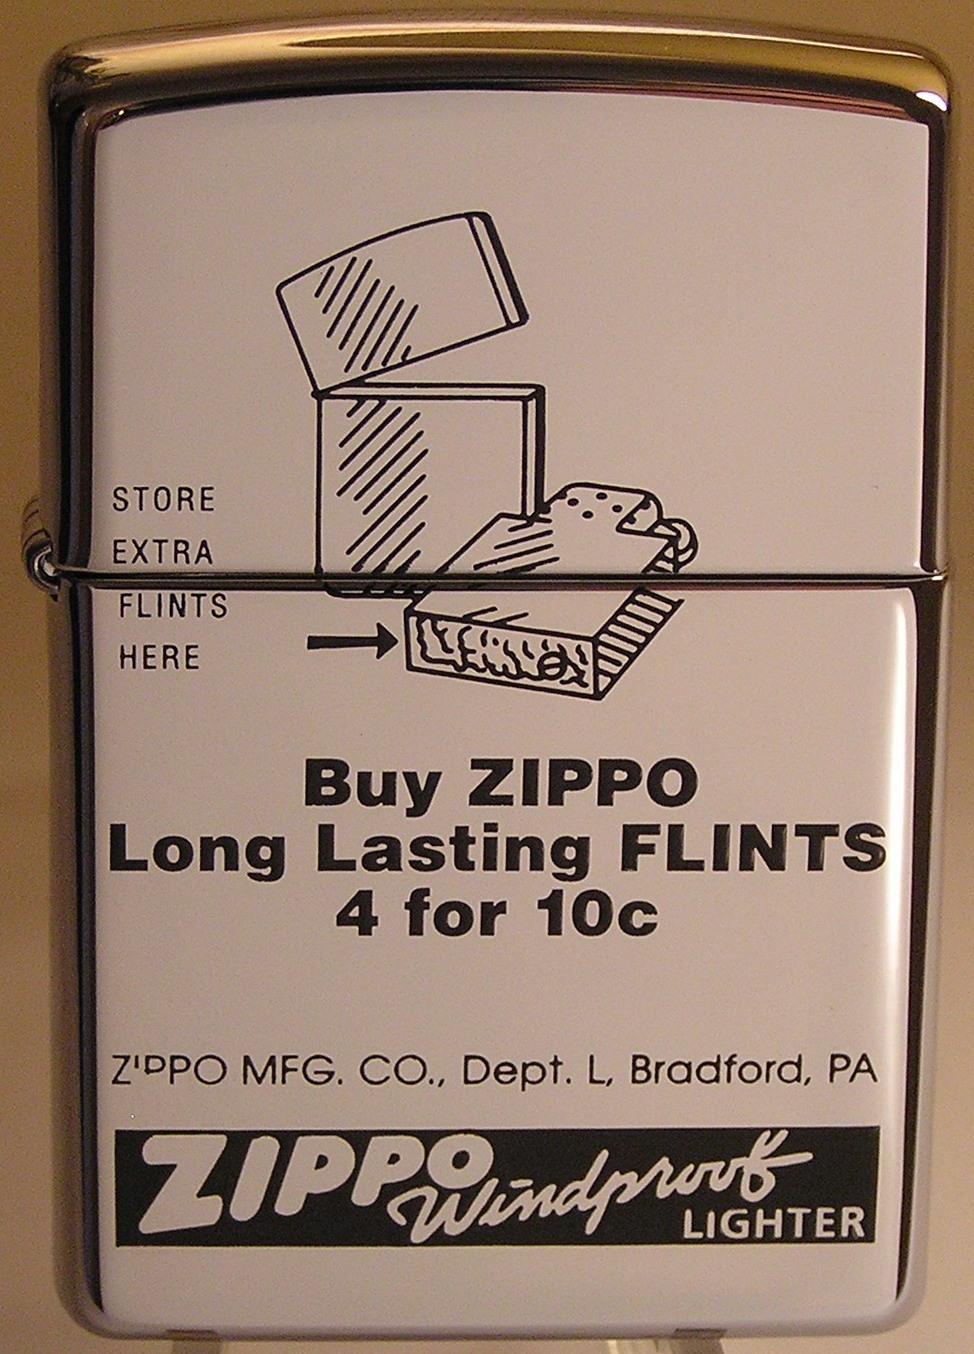 STORE
EXTRA
FLINTS
HERE
Buy ZIPPO
Long Lasting FLINTS
4 for 10c
ZIPPO MFG. CO., Dept. L, Bradford, PA
ZIPPO Windproof
LIGHTER